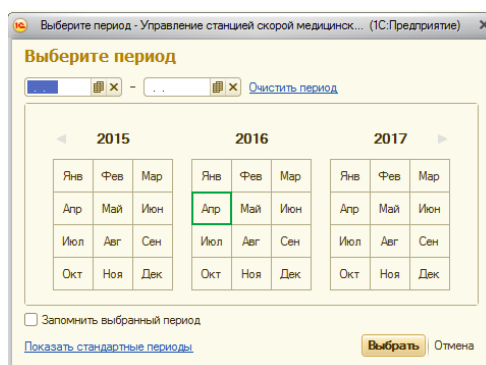 Выберите период - Управление станцией скорой медицинск... (1С:Предприятие)
Выберите период
. . - . . Очистить период
2015 2016 2017
Янв Фев Мар Янв Фев Мар Янв Фев Мар
Апр Май Июн Апр Май Июн Апр Май Июн
Июл Авг Сен Июл Авг Сен Июл Авг Сен
Окт Ноя Дек Окт Ноя Дек Окт Ноя Дек
Запомнить выбранный период
Показать стандартные периоды Выбрать Отмена